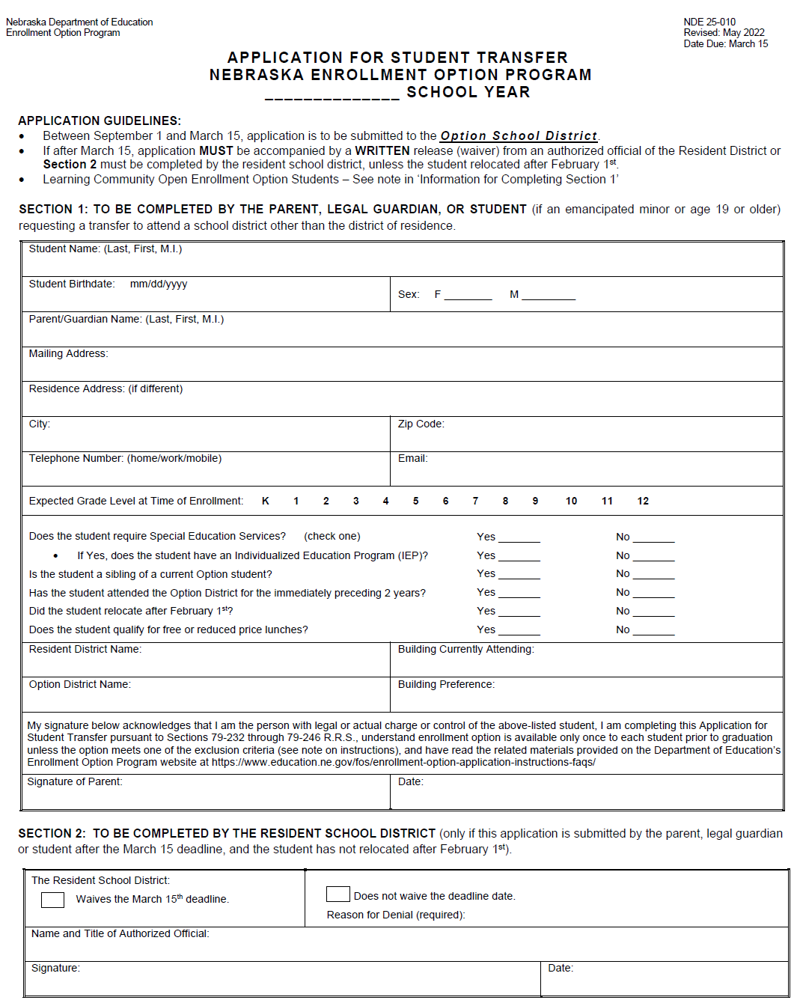 Nebraska Department of Education
Enrollment Option Program
NDE 25-010
Revised: May 2022
Date Due: March 15
APPLICATION FOR STUDENT TRANSFER
NEBRASKA ENROLLMENT OPTION PROGRAM
______________ SCHOOL YEAR
APPLICATION GUIDELINES:
• Between September 1 and March 15, application is to be submitted to the Option School District.
• If after March 15, application MUST be accompanied by a WRITTEN release (waiver) from an authorized official of the Resident District or
Section 2 must be completed by the resident school district, unless the student relocated after February 1st.
• Learning Community Open Enrollment Option Students – See note in ‘Information for Completing Section 1’
SECTION 1: TO BE COMPLETED BY THE PARENT, LEGAL GUARDIAN, OR STUDENT (if an emancipated minor or age 19 or older)
requesting a transfer to attend a school district other than the district of residence.
Student Name: (Last, First, M.I.)
Student Birthdate: mm/dd/yyyy
Sex: F ________ M _________
Parent/Guardian Name: (Last, First, M.I.)
Mailing Address:
Residence Address: (if different)
City:
Zip Code:
Telephone Number: (home/work/mobile)
Email:
Expected Grade Level at Time of Enrollment: K 1 2 3 4 5 6 7 8 9 10 11 12
Does the student require Special Education Services? (check one) Yes _______ No _______
• If Yes, does the student have an Individualized Education Program (IEP)? Yes _______ No _______
Is the student a sibling of a current Option student? Yes _______ No _______
Has the student attended the Option District for the immediately preceding 2 years? Yes _______ No _______
Did the student relocate after February 1st? Yes _______ No _______
Does the student qualify for free or reduced price lunches? Yes _______ No _______
Resident District Name:
Building Currently Attending:
Option District Name:
Building Preference:
My signature below acknowledges that I am the person with legal or actual charge or control of the above-listed student, I am completing this Application for
Student Transfer pursuant to Sections 79-232 through 79-246 R.R.S., understand enrollment option is available only once to each student prior to graduation
unless the option meets one of the exclusion criteria (see note on instructions), and have read the related materials provided on the Department of Education’s
Enrollment Option Program website at https://www.education.ne.gov/fos/enrollment-option-application-instructions-faqs/
Signature of Parent:
Date:
SECTION 2: TO BE COMPLETED BY THE RESIDENT SCHOOL DISTRICT (only if this application is submitted by the parent, legal guardian
or student after the March 15 deadline, and the student has not relocated after February 1st).
The Resident School District:
Waives the March 15th deadline.
Does not waive the deadline date.
Reason for Denial (required):
Name and Title of Authorized Official:
Signature:
Date: